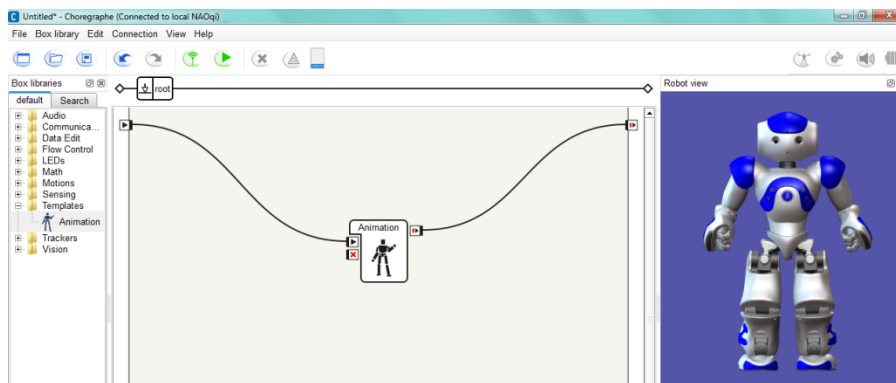 Untitled* - Choregraphe (Connected to local NAOqi)
File Box library Edit Connection View Help
Box libraries
default Search
Audio
Communica...
Data Edit
Flow Control
LEDs
Math
Motions
Sensing
Templates
Animation
Trackers
Vision
root
Animation
Robot view